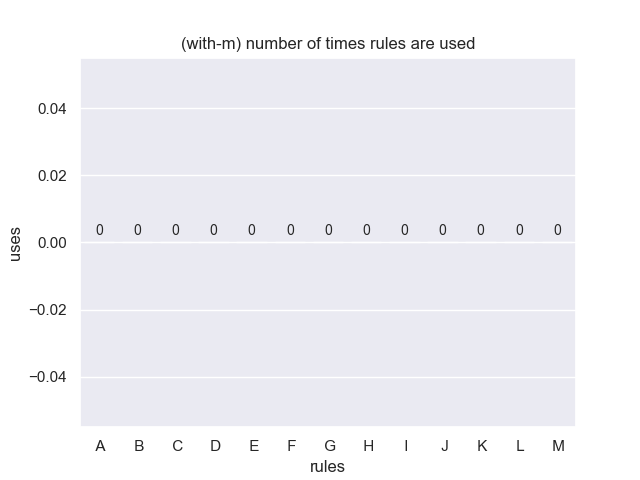 (with-m) number of times rules are used
0.04
0.02
0.00
−0.02
−0.04
uses
0 0 0 0 0 0 0 0 0 0 0 0 0
A B C D E F G H I J K L M
rules